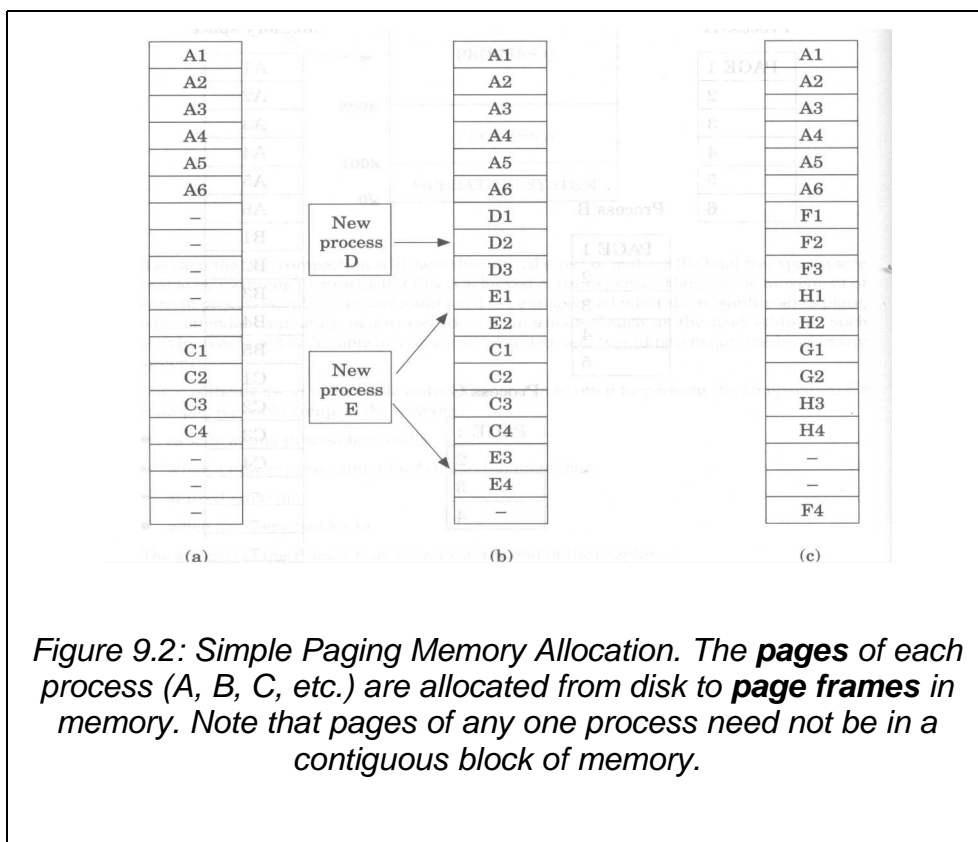 A1
A2
A3
A4
A5
A6
–
–
–
–
–
C1
C2
C3
C4
–
–
–
(a)
New
process
D
New
process
E
A1
A2
A3
A4
A5
A6
D1
D2
D3
E1
E2
C1
C2
C3
C4
E3
E4
–
(b)
A1
A2
A3
A4
A5
A6
F1
F2
F3
H1
H2
G1
G2
H3
H4
–
–
F4
(c)
Figure 9.2: Simple Paging Memory Allocation. The pages of each
process (A, B, C, etc.) are allocated from disk to page frames in
memory. Note that pages of any one process need not be in a
contiguous block of memory.